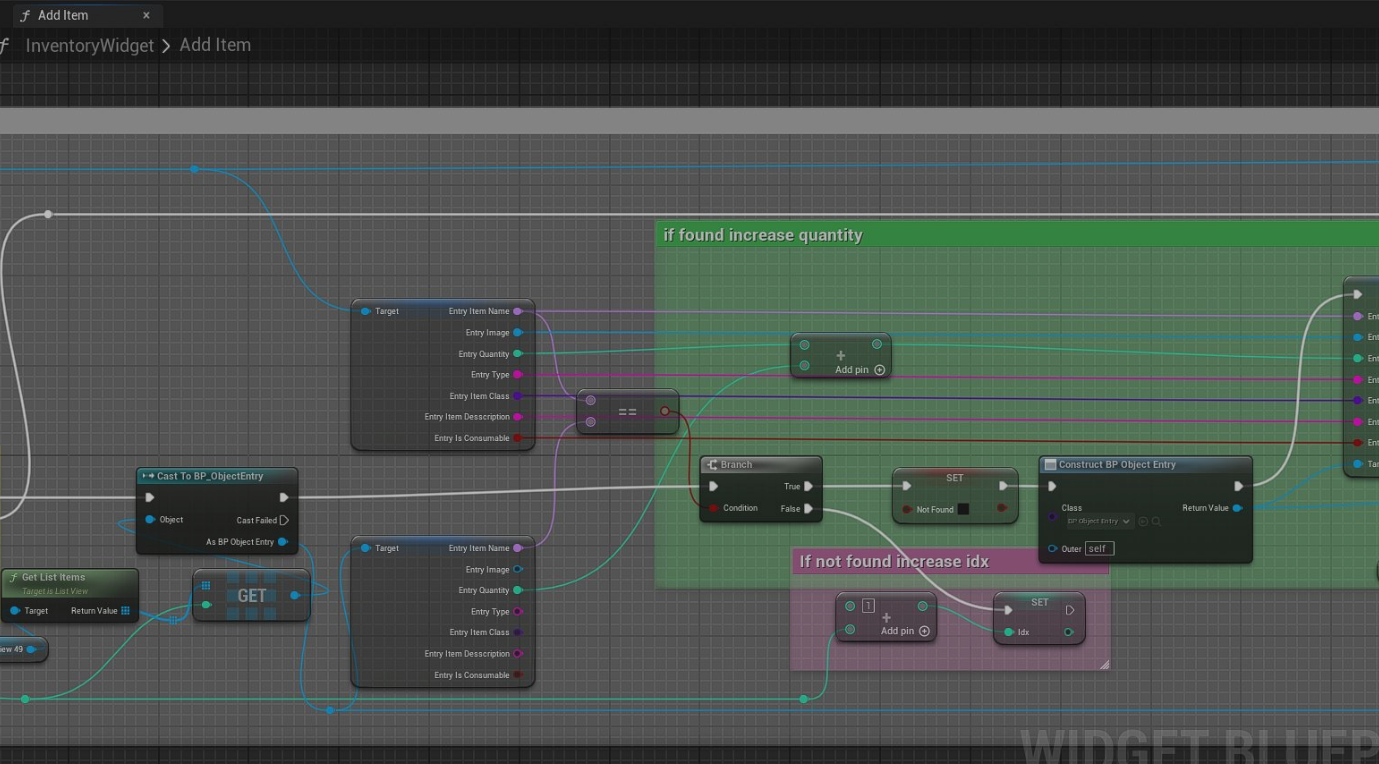 Add Item
InventoryWidget > Add Item
if found increase quantity
Target Entry Item Name
Entry Image
Entry Quantity
Entry Type
Entry Item Class
Entry Item Desscription
Entry Is Consumable
+
Add pin
==
Ent
Ent
Ent
Ent
Ent
Ent
Ent
Tar
Cast To BP_ObjectEntry
Object Cast Failed
As BP Object Entry
Branch
True
Condition False
SET
Not Found
Construct BP Object Entry
Class Return Value
BP Object Entry
Outer self
Get List Items
Target is List View
Target Return Value
GET
iew 49
Target Entry Item Name
Entry Image
Entry Quantity
Entry Type
Entry Item Class
Entry Item Desscription
Entry Is Consumable
If not found increase idx
1
+
Add pin
SET
Idx
WIDGET BLUEP